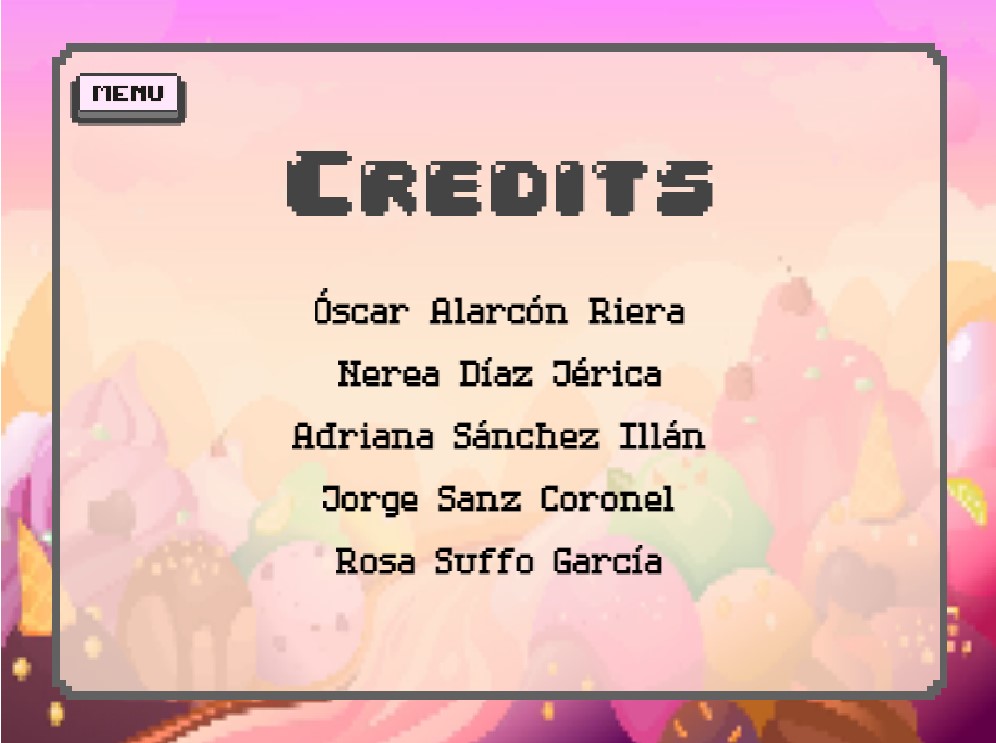 MENU
CREDITS
Óscar Alarcón Riera
Nerea Díaz Jérica
Adriana Sánchez Illán
Jorge Sanz Coronel
Rosa Suffo García